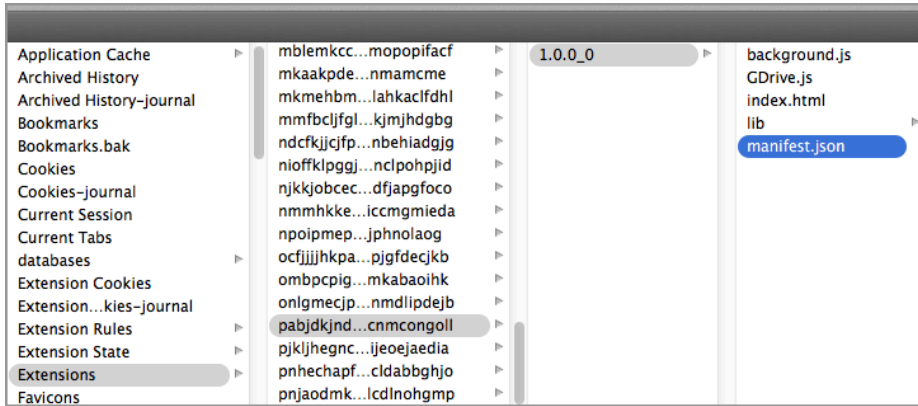 Application Cache
Archived History
Archived History-journal
Bookmarks
Bookmarks.bak
Cookies
Cookies-journal
Current Session
Current Tabs
databases
Extension Cookies
Extension...kies-journal
Extension Rules
Extension State
Extensions
Favicons
mblemkcc...mopopifacf
mkaakpde...nmamcme
mkmehbm...lahkaclfdhl
mmfbcljfgl...kjmjhdgbg
ndcfkjjcjfp...nbehiadgjg
nioffklpggj...nclpohpjid
njkkjobcec...dfjapgfoco
nmmhkke...iccmgmieda
npoipmep...jphnolaog
ocfjjjjhkpa...pjgfdecjkb
ombpcpig...mkabaoihk
onlgmecjp...nmdlipdejb
pabjdkjnd...cnmcongoll
pjkljhegnc...ijeoejaedia
pnhechapf...cldabbghjo
pnjaodmk...lcdlnohgmp
1.0.0_0
background.js
GDrive.js
index.html
lib
manifest.json